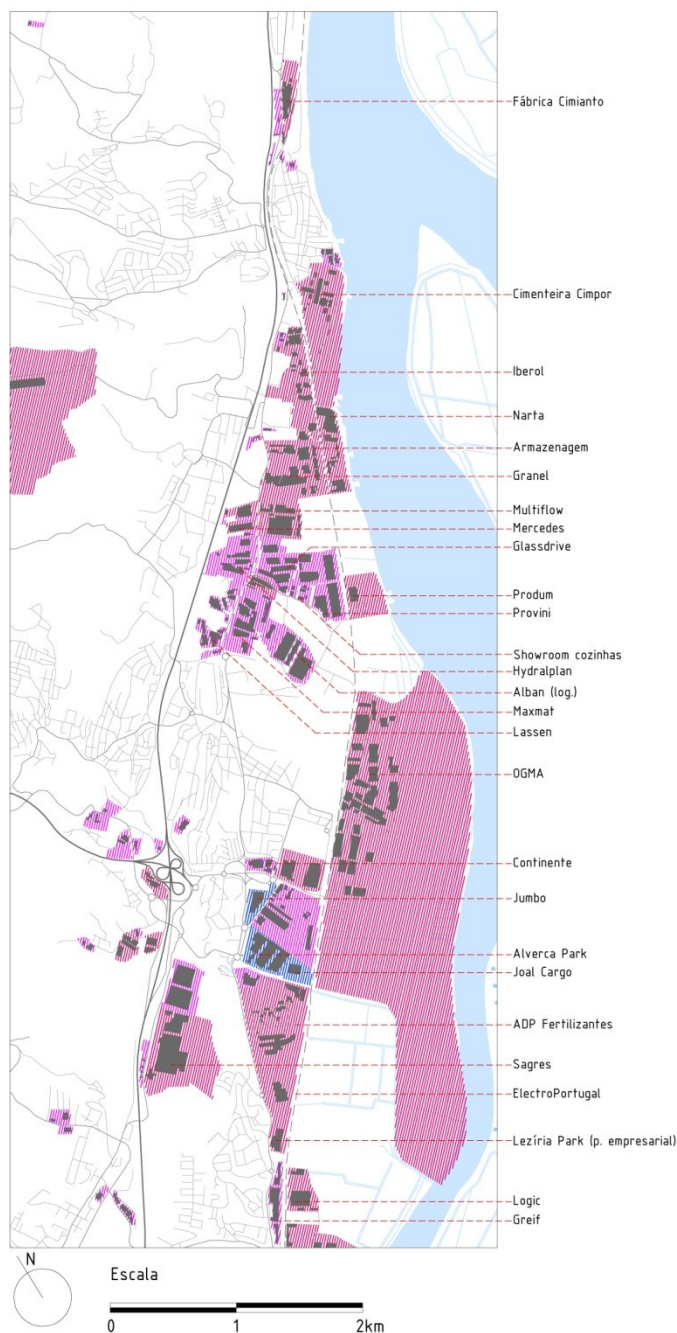 Fábrica Cimianto
Cimenteira Cimpor
Iberol
Narta
Armazenagem
Granel
Multiflow
Mercedes
Glassdrive
Produm
Provini
Showroom cozinhas
Hydralplan
Alban (log.)
Maxmat
Lassen
OGMA
Continente
Jumbo
Alverca Park
Joal Cargo
ADP Fertilizantes
Sagres
ElectroPortugal
Lezíria Park (p. empresarial)
Logic
Greif
N
Escala
0 1 2km